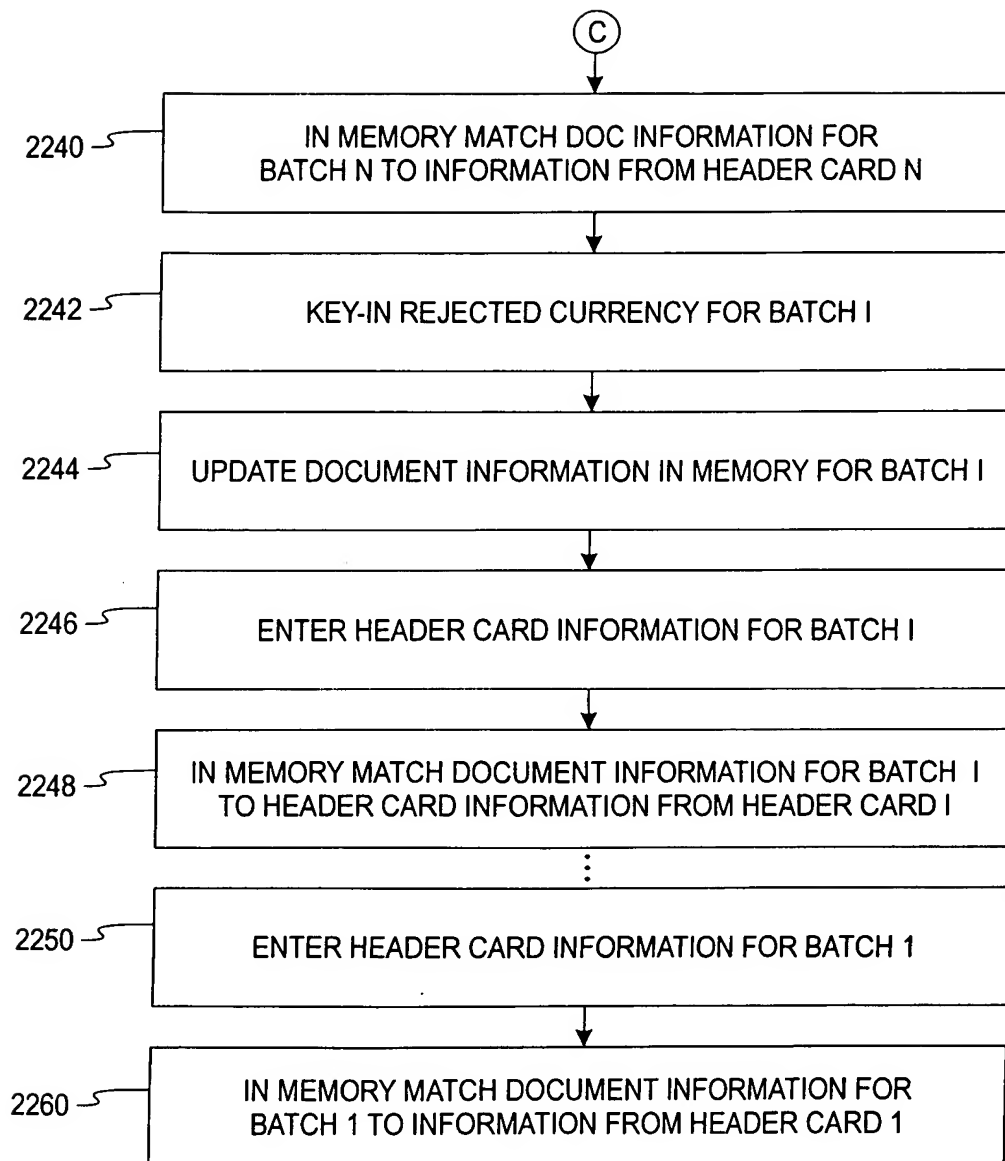 C
2240
IN MEMORY MATCH DOC INFORMATION FOR
BATCH N TO INFORMATION FROM HEADER CARD N
2242
KEY-IN REJECTED CURRENCY FOR BATCH I
2244
UPDATE DOCUMENT INFORMATION IN MEMORY FOR BATCH I
2246
ENTER HEADER CARD INFORMATION FOR BATCH I
2248
IN MEMORY MATCH DOCUMENT INFORMATION FOR BATCH I
TO HEADER CARD INFORMATION FROM HEADER CARD I
2250
ENTER HEADER CARD INFORMATION FOR BATCH 1
2260
IN MEMORY MATCH DOCUMENT INFORMATION FOR
BATCH 1 TO INFORMATION FROM HEADER CARD 1